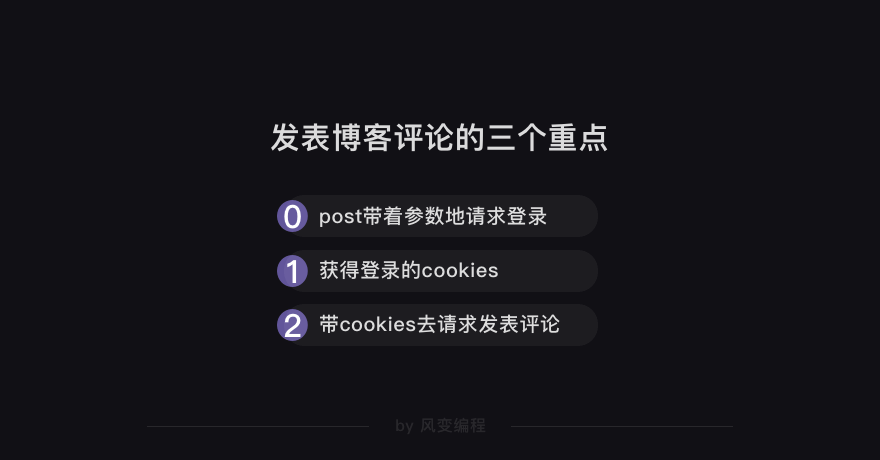 发表博客评论的三个重点
0 post带着参数地请求登录
1 获得登录的cookies
2 带cookies去请求发表评论
by 风变编程